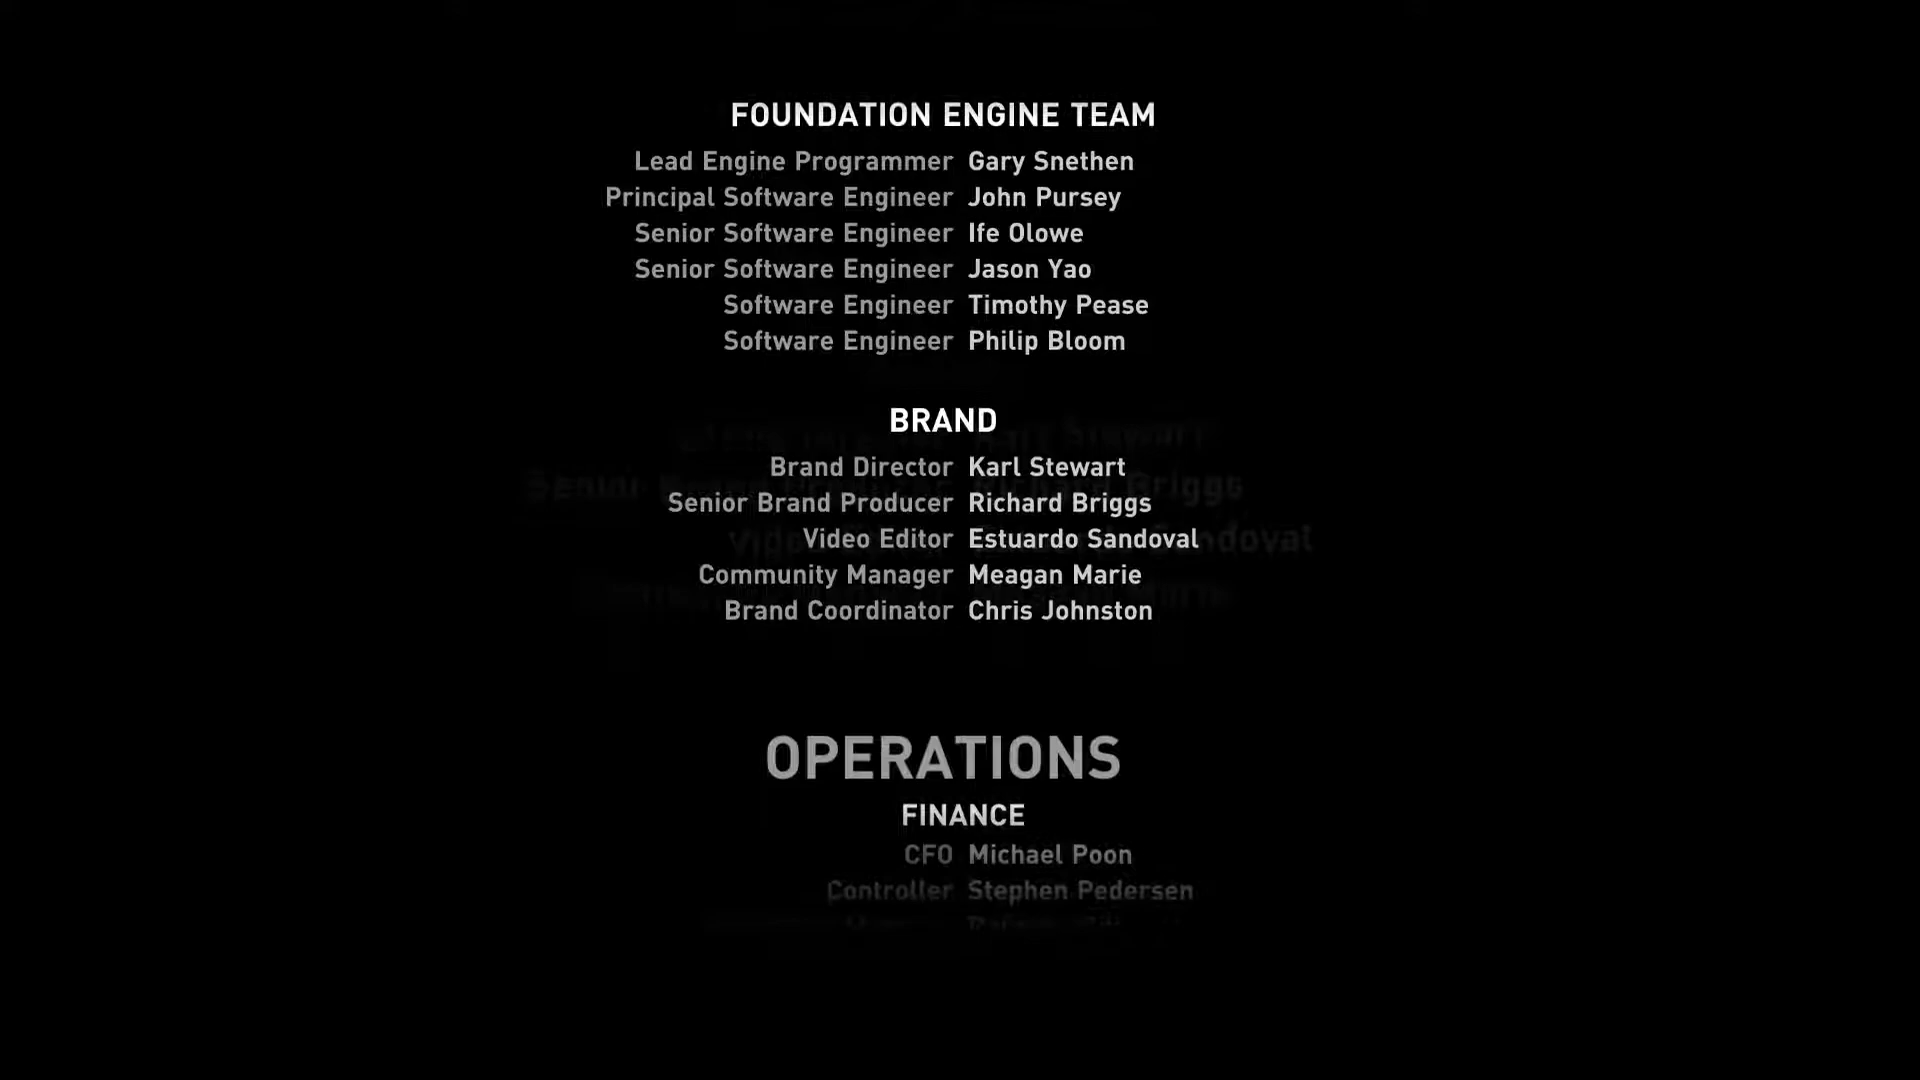 FOUNDATION ENGINE TEAM
Lead Engine Programmer Gary Snethen
Principal Software Engineer John Pursey
Senior Software Engineer Ife Olowe
Senior Software Engineer Jason Yao
Software Engineer Timothy Pease
Software Engineer Philip Bloom
BRAND
Brand Director Karl Stewart
Senior Brand Producer Richard Briggs
Video Editor Estuardo Sandoval
Community Manager Meagan Marie
Brand Coordinator Chris Johnston
OPERATIONS
FINANCE
CFO Michael Poon
Controller Stephen Pedersen